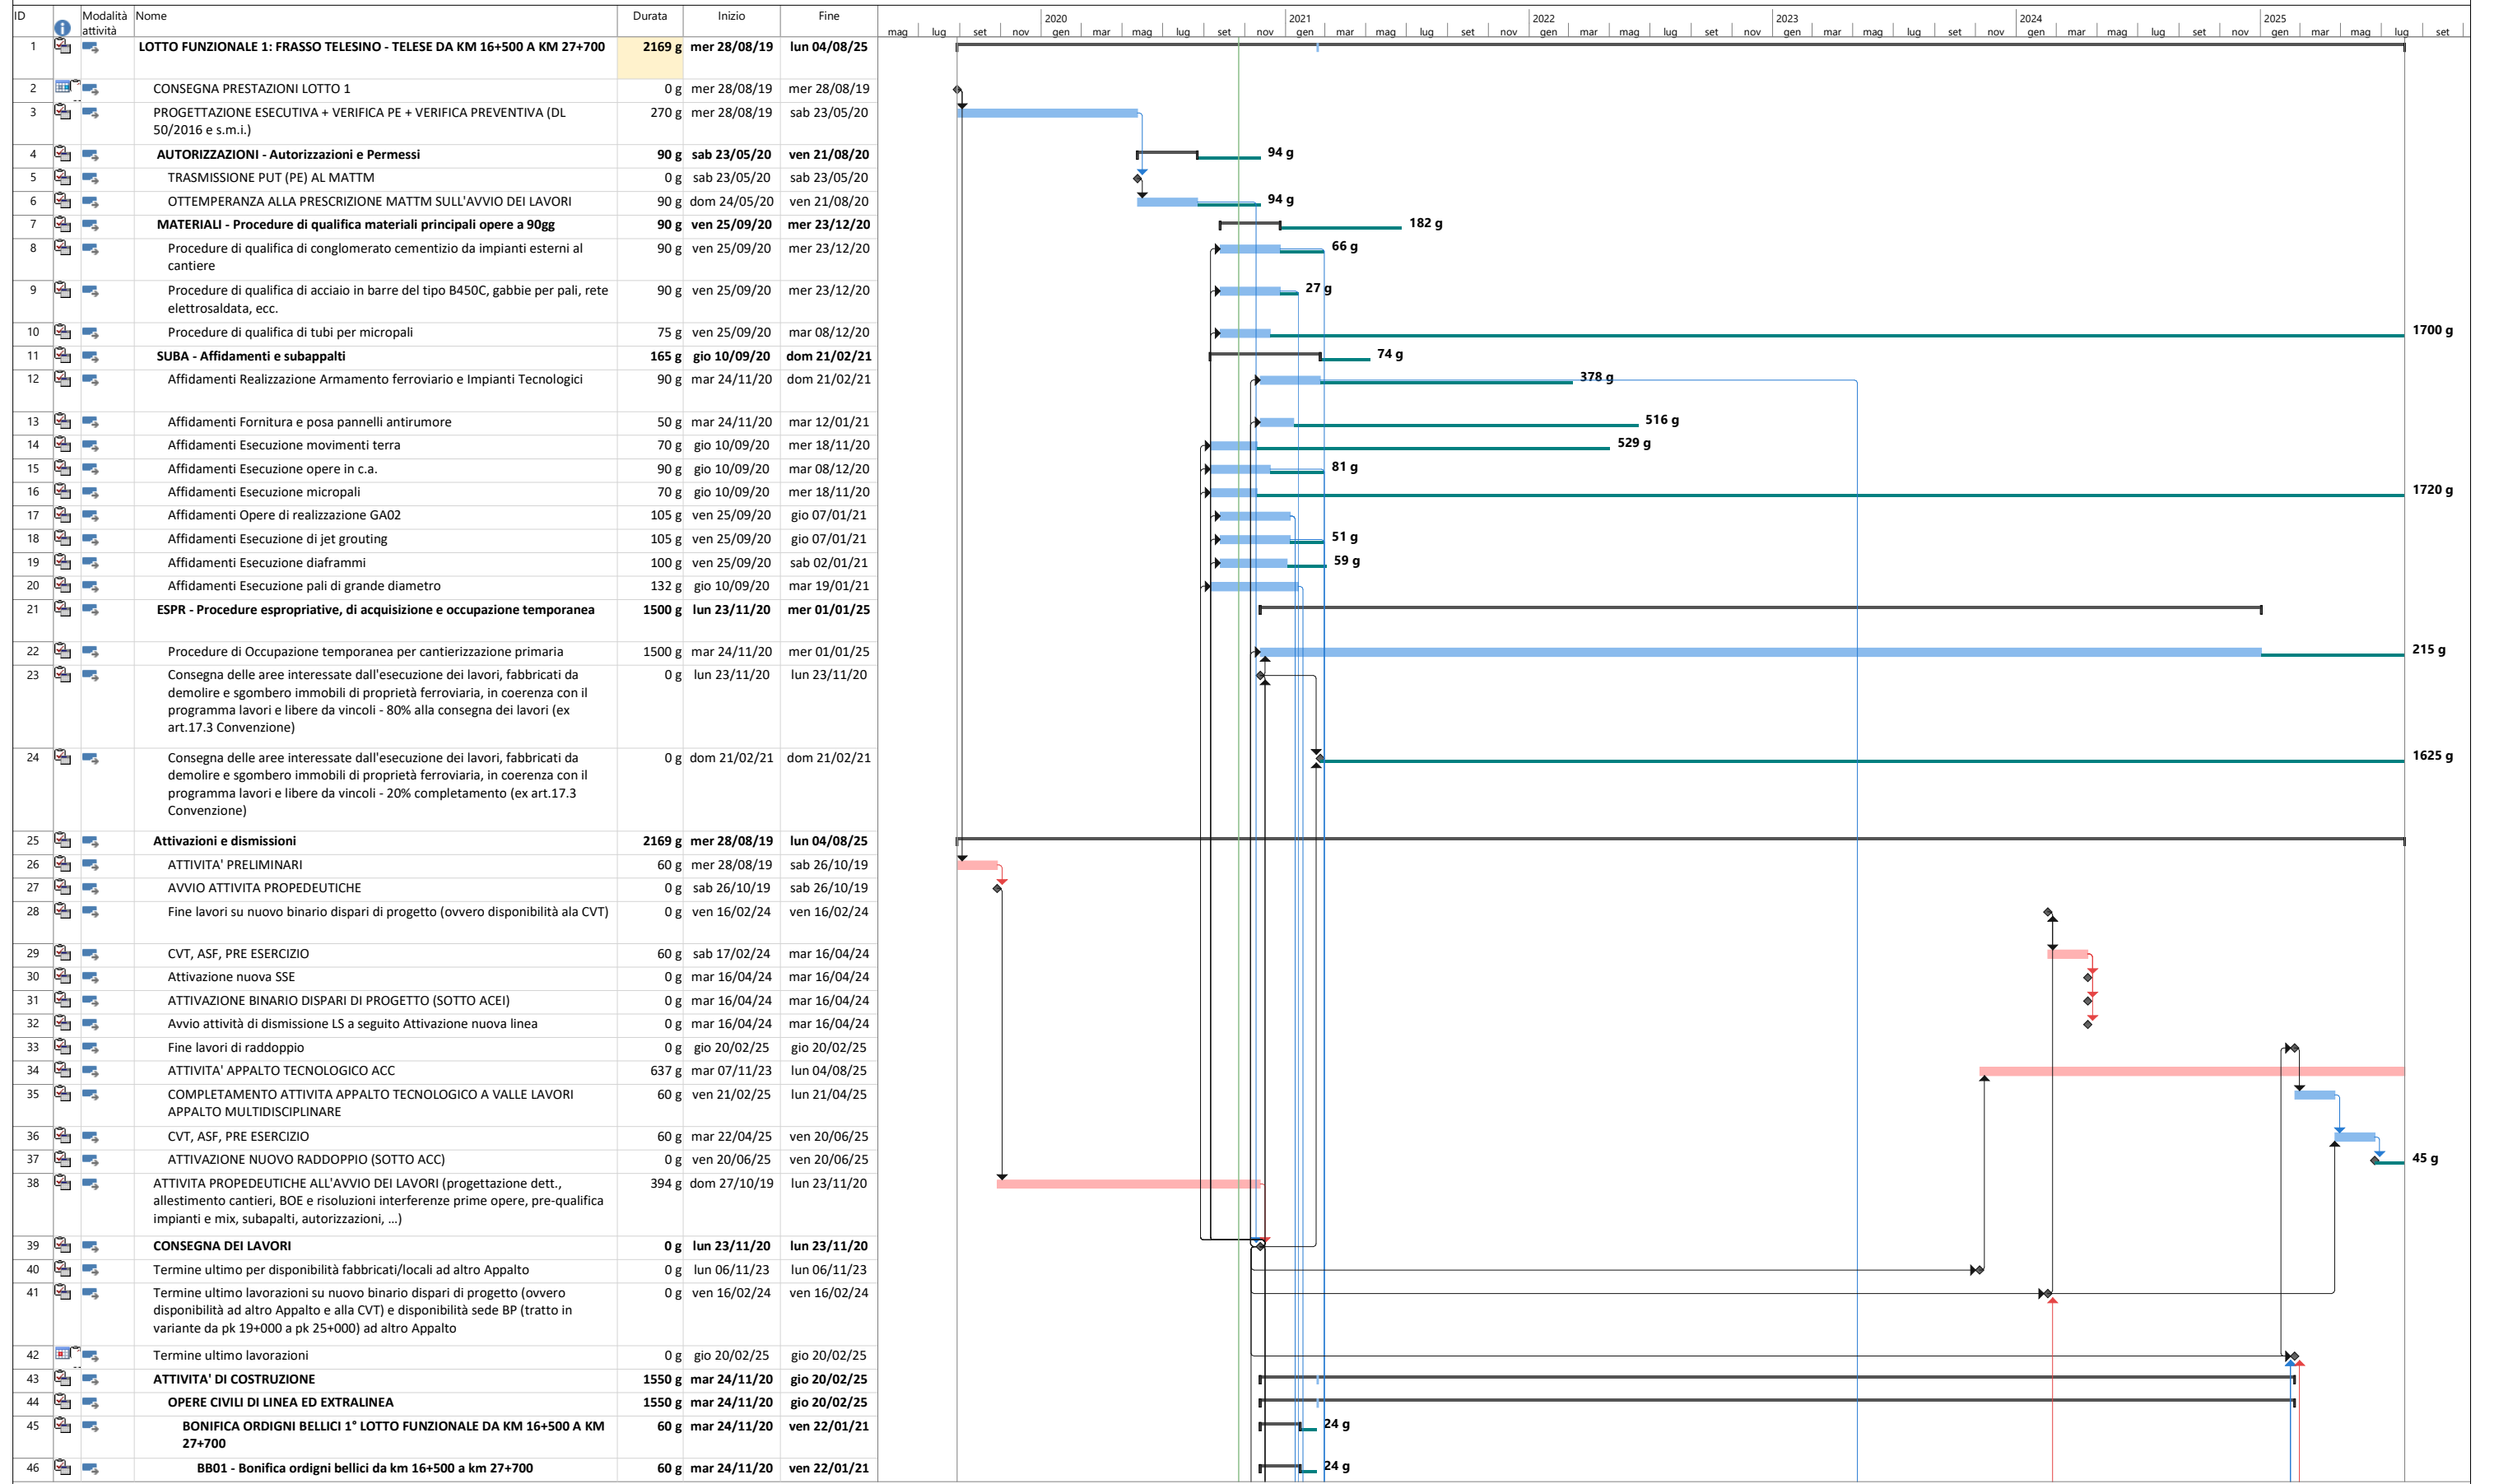 ID Modalità attività Nome Durata Inizio Fine
2020 2021 2022 2023 2024 2025
mag lug set nov gen mar mag lug set nov gen mar mag lug set nov gen mar mag lug set nov gen mar mag lug set nov gen mar mag lug set nov gen mar mag lug set
1 LOTTO FUNZIONALE 1: FRASSO TELESINO - TELESE DA KM 16+500 A KM 27+700 2169 g mer 28/08/19 lun 04/08/25
2 CONSEGNA PRESTAZIONI LOTTO 1 0 g mer 28/08/19 mer 28/08/19
3 PROGETTAZIONE ESECUTIVA + VERIFICA PE + VERIFICA PREVENTIVA (DL 270 g mer 28/08/19 sab 23/05/20
50/2016 e s.m.i.)
4 AUTORIZZAZIONI - Autorizzazioni e Permessi 90 g sab 23/05/20 ven 21/08/20 94 g
5 TRASMISSIONE PUT (PE) AL MATTM 0 g sab 23/05/20 sab 23/05/20
6 OTTEMPERANZA ALLA PRESCRIZIONE MATTM SULL'AVVIO DEI LAVORI 90 g dom 24/05/20 ven 21/08/20 94 g
7 MATERIALI - Procedure di qualifica materiali principali opere a 90gg 90 g ven 25/09/20 mer 23/12/20 182 g
8 Procedure di qualifica di conglomerato cementizio da impianti esterni al 90 g ven 25/09/20 mer 23/12/20 66 g
cantiere
9 Procedure di qualifica di acciaio in barre del tipo B450C, gabbie per pali, rete 90 g ven 25/09/20 mer 23/12/20 27 g
elettrosaldata, ecc.
10 Procedure di qualifica di tubi per micropali 75 g ven 25/09/20 mar 08/12/20 1700 g
11 SUBA - Affidamenti e subappalti 165 g gio 10/09/20 dom 21/02/21 74 g
12 Affidamenti Realizzazione Armamento ferroviario e Impianti Tecnologici 90 g mar 24/11/20 dom 21/02/21 378 g
13 Affidamenti Fornitura e posa pannelli antirumore 50 g mar 24/11/20 mar 12/01/21 516 g
14 Affidamenti Esecuzione movimenti terra 70 g gio 10/09/20 mer 18/11/20 529 g
15 Affidamenti Esecuzione opere in c.a. 90 g gio 10/09/20 mar 08/12/20 81 g
16 Affidamenti Esecuzione micropali 70 g gio 10/09/20 mer 18/11/20 1720 g
17 Affidamenti Opere di realizzazione GA02 105 g ven 25/09/20 gio 07/01/21
18 Affidamenti Esecuzione di jet grouting 105 g ven 25/09/20 gio 07/01/21 51 g
19 Affidamenti Esecuzione diaframmi 100 g ven 25/09/20 sab 02/01/21 59 g
20 Affidamenti Esecuzione pali di grande diametro 132 g gio 10/09/20 mar 19/01/21
21 ESPR - Procedure espropriative, di acquisizione e occupazione temporanea 1500 g lun 23/11/20 mer 01/01/25
22 Procedure di Occupazione temporanea per cantierizzazione primaria 1500 g mar 24/11/20 mer 01/01/25 215 g
23 Consegna delle aree interessate dall'esecuzione dei lavori, fabbricati da 0 g lun 23/11/20 lun 23/11/20
demolire e sgombero immobili di proprietà ferroviaria, in coerenza con il
programma lavori e libere da vincoli - 80% alla consegna dei lavori (ex
art.17.3 Convenzione)
24 Consegna delle aree interessate dall'esecuzione dei lavori, fabbricati da 0 g dom 21/02/21 dom 21/02/21 1625 g
demolire e sgombero immobili di proprietà ferroviaria, in coerenza con il
programma lavori e libere da vincoli - 20% completamento (ex art.17.3
Convenzione)
25 Attivazioni e dismissioni 2169 g mer 28/08/19 lun 04/08/25
26 ATTIVITA' PRELIMINARI 60 g mer 28/08/19 sab 26/10/19
27 AVVIO ATTIVITA PROPEDEUTICHE 0 g sab 26/10/19 sab 26/10/19
28 Fine lavori su nuovo binario dispari di progetto (ovvero disponibilità ala CVT) 0 g ven 16/02/24 ven 16/02/24
29 CVT, ASF, PRE ESERCIZIO 60 g sab 17/02/24 mar 16/04/24
30 Attivazione nuova SSE 0 g mar 16/04/24 mar 16/04/24
31 ATTIVAZIONE BINARIO DISPARI DI PROGETTO (SOTTO ACEI) 0 g mar 16/04/24 mar 16/04/24
32 Avvio attività di dismissione LS a seguito Attivazione nuova linea 0 g mar 16/04/24 mar 16/04/24
33 Fine lavori di raddoppio 0 g gio 20/02/25 gio 20/02/25
34 ATTIVITA' APPALTO TECNOLOGICO ACC 637 g mar 07/11/23 lun 04/08/25
35 COMPLETAMENTO ATTIVITA APPALTO TECNOLOGICO A VALLE LAVORI 60 g ven 21/02/25 lun 21/04/25
APPALTO MULTIDISCIPLINARE
36 CVT, ASF, PRE ESERCIZIO 60 g mar 22/04/25 ven 20/06/25
37 ATTIVAZIONE NUOVO RADDOPPIO (SOTTO ACC) 0 g ven 20/06/25 ven 20/06/25 45 g
38 ATTIVITA PROPEDEUTICHE ALL'AVVIO DEI LAVORI (progettazione dett., 394 g dom 27/10/19 lun 23/11/20
allestimento cantieri, BOE e risoluzioni interferenze prime opere, pre-qualifica
impianti e mix, subapalti, autorizzazioni, ...)
39 CONSEGNA DEI LAVORI 0 g lun 23/11/20 lun 23/11/20
40 Termine ultimo per disponibilità fabbricati/locali ad altro Appalto 0 g lun 06/11/23 lun 06/11/23
41 Termine ultimo lavorazioni su nuovo binario dispari di progetto (ovvero 0 g ven 16/02/24 ven 16/02/24
disponibilità ad altro Appalto e alla CVT) e disponibilità sede BP (tratto in
variante da pk 19+000 a pk 25+000) ad altro Appalto
42 Termine ultimo lavorazioni 0 g gio 20/02/25 gio 20/02/25
43 ATTIVITA' DI COSTRUZIONE 1550 g mar 24/11/20 gio 20/02/25
44 OPERE CIVILI DI LINEA ED EXTRALINEA 1550 g mar 24/11/20 gio 20/02/25
45 BONIFICA ORDIGNI BELLICI 1° LOTTO FUNZIONALE DA KM 16+500 A KM 60 g mar 24/11/20 ven 22/01/21 24 g
27+700
46 BB01 - Bonifica ordigni bellici da km 16+500 a km 27+700 60 g mar 24/11/20 ven 22/01/21 24 g